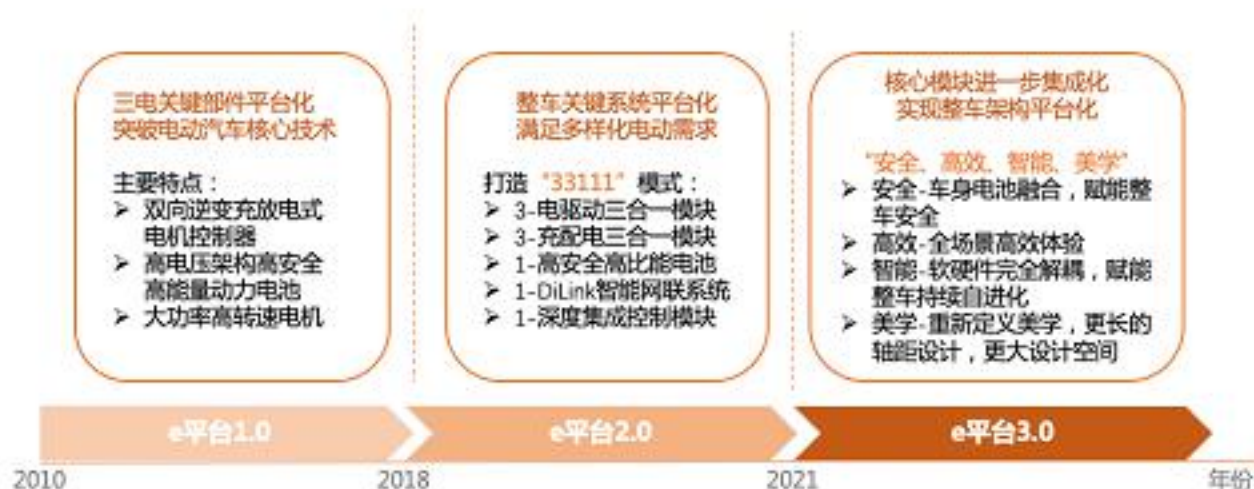 三电关键部件平台化
突破电动汽车核心技术
主要特点：
➢ 双向逆变充放电式
电机控制器
➢ 高电压架构高安全
高能量动力电池
➢ 大功率高转速电机
整车关键系统平台化
满足多样化电动需求
打造“33111”模式：
➢ 3-电驱动三合一模块
➢ 3-充配电三合一模块
➢ 1-高安全高比能电池
➢ 1-DiLink智能网联系统
➢ 1-深度集成控制模块
核心模块进一步集成化
实现整车架构平台化
“安全、高效、智能、美学”
➢ 安全-车身电池融合，赋能整
车安全
➢ 高效-全场景高效体验
➢ 智能-软硬件完全解耦，赋能
整车持续自进化
➢ 美学-重新定义美学，更长的
轴距设计，更大设计空间
e平台1.0
e平台2.0
e平台3.0
2010
2018
2021
年份